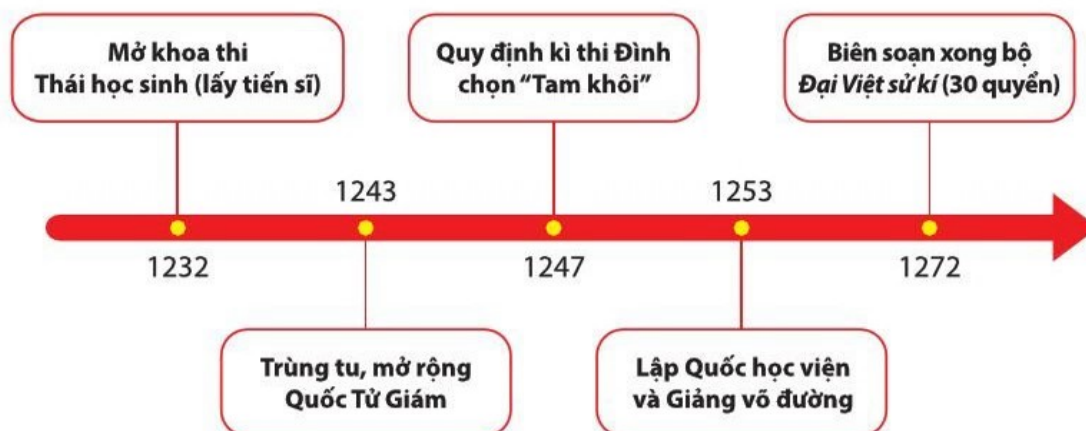 Mở khoa thi
Thái học sinh (lấy tiến sĩ)
Quy định kì thi Đình
chọn “Tam khôi”
Biên soạn xong bộ
Đại Việt sử kí (30 quyển)
1243
1253
1232
1247
1272
Trùng tu, mở rộng
Quốc Tử Giám
Lập Quốc học viện
và Giảng võ đường